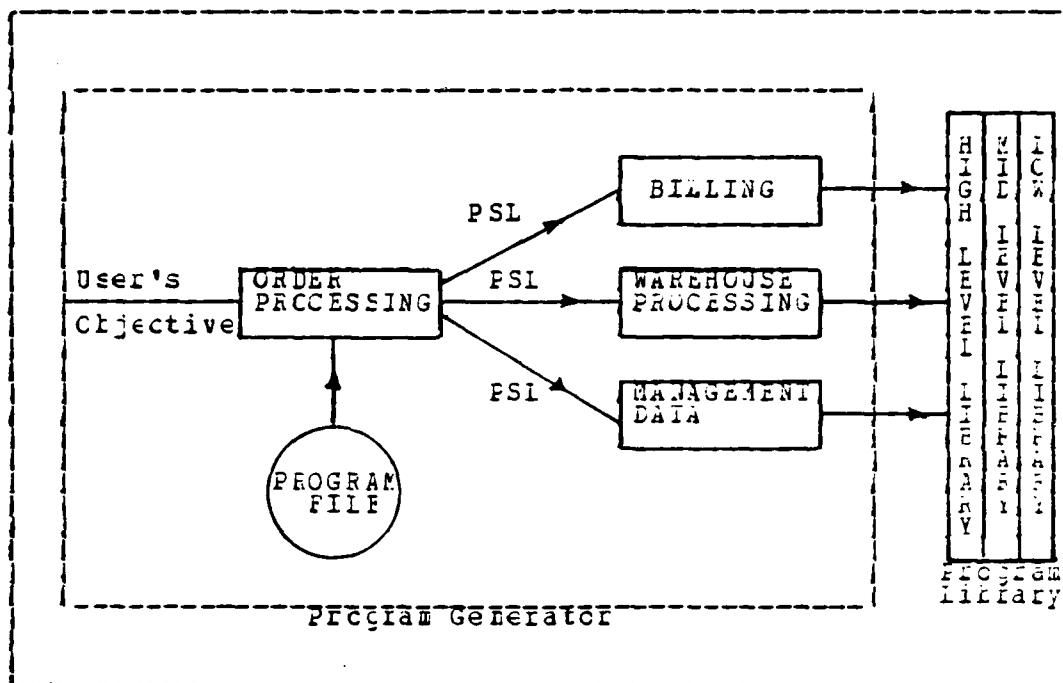 BILLING
PSL
User's
Objective
ORDER
PROCESSING
PSL
WAREHOUSE
PROCESSING
PSL
MANAGEMENT
DATA
PROGRAM
FILE
HIGH LEVEL LIBRARY
MID LEVEL LIBRARY
LOW LEVEL LIBRARY
Program
Library
Program Generator